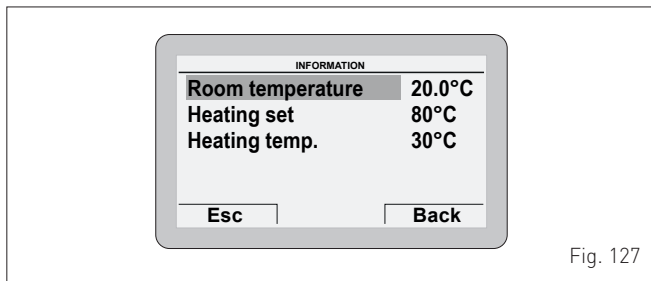 INFORMATION
Room temperature 20.0°C
Heating set 80°C
Heating temp. 30°C
Esc Back
Fig. 127